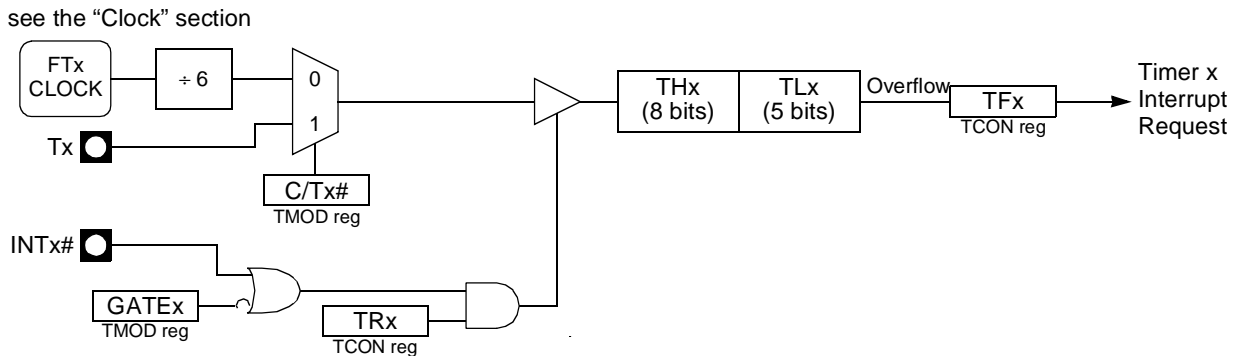 see the “Clock” section
FTx
CLOCK
÷ 6
0
1
Tx
C/Tx#
TMOD reg
THx
(8 bits)
TLx
(5 bits)
Overflow
TFx
TCON reg
Timer x
Interrupt
Request
INTx#
GATEx
TMOD reg
TRx
TCON reg